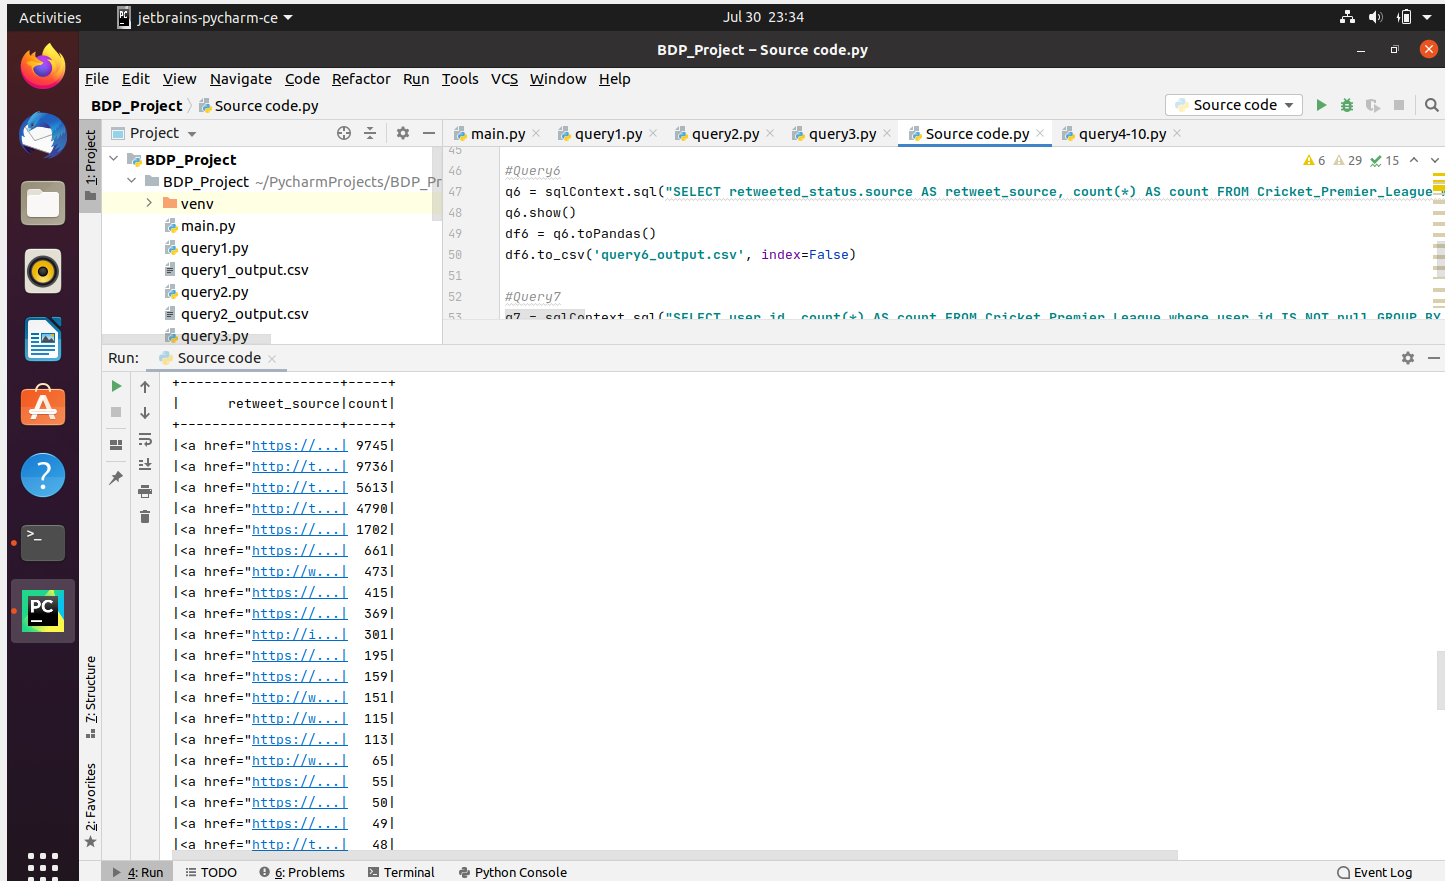 Activities
jetbrains-pycharm-ce
Jul 30 23:34
BDP_Project – Source code.py
File Edit View Navigate Code Refactor Run Tools VCS Window Help
BDP_Project Source code.py
Source code
1: Project
Project
main.py
query1.py
query2.py
query3.py
Source code.py
query4-10.py
BDP_Project
BDP_Project ~/PycharmProjects/BDP_Pr
venv
main.py
query1.py
query1_output.csv
query2.py
query2_output.csv
query3.py
6 29 15
45
46 #Query6
47 q6 = sqlContext.sql("SELECT retweeted_status.source AS retweet_source, count(*) AS count FROM Cricket_Premier_League
48 q6.show()
49 df6 = q6.toPandas()
50 df6.to_csv('query6_output.csv', index=False)
51
52 #Query7
53 q7 = sqlContext.sql("SELECT user.id, count(*) AS count FROM Cricket_Premier_League where user.id IS NOT null GROUP BY
Run: Source code
+--------------------+-----+
|      retweet_source|count|
+--------------------+-----+
|<a href="https://...| 9745|
|<a href="http://t...| 9736|
|<a href="http://t...| 5613|
|<a href="http://t...| 4790|
|<a href="https://...| 1702|
|<a href="https://...|  661|
|<a href="http://w...|  473|
|<a href="https://...|  415|
|<a href="https://...|  369|
|<a href="http://i...|  301|
|<a href="https://...|  195|
|<a href="https://...|  159|
|<a href="http://w...|  151|
|<a href="http://w...|  115|
|<a href="https://...|  113|
|<a href="http://w...|   65|
|<a href="https://...|   55|
|<a href="https://...|   50|
|<a href="https://...|   49|
|<a href="http://t...|   48|
7: Structure
2: Favorites
4: Run
TODO
6: Problems
Terminal
Python Console
Event Log